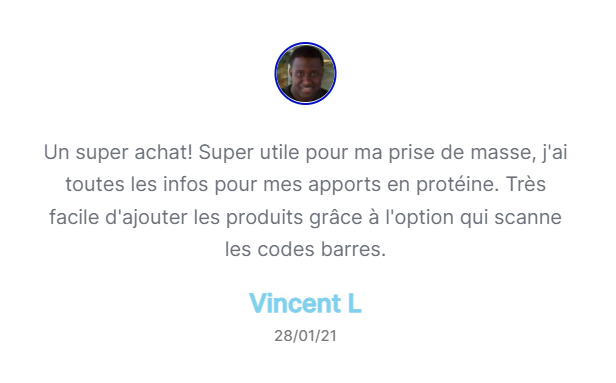 Un super achat! Super utile pour ma prise de masse, j'ai
toutes les infos pour mes apports en protéine. Très
facile d'ajouter les produits grâce à l'option qui scanne
les codes barres.
Vincent L
28/01/21